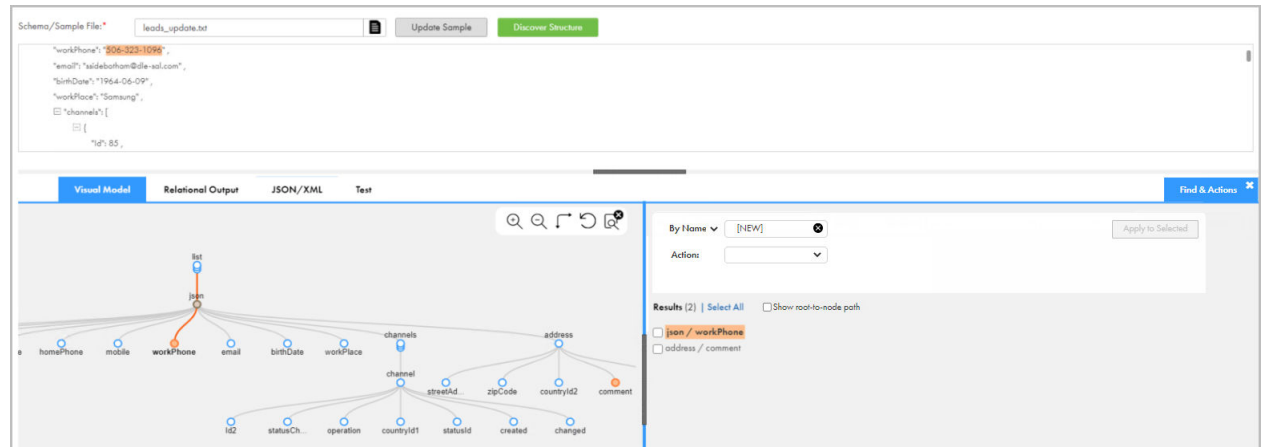 Schema/Sample File:* leads_update.txt Update Sample Discover Structure
"workPhone": "506-323-1096" ,
"email": "ssidebotham@dle-sal.com" ,
"birthDate": "1964-06-09" ,
"workPlace": "Samsung" ,
"channels": [
{
"Id": 85 ,
Visual Model Relational Output JSON/XML Test Find & Actions
By Name [NEW] Apply to Selected
Action:
list
json
Results (2) | Select All Show root-to-node path
json / workPhone
address / comment
channels address
e homePhone mobile workPhone email birthDate workPlace
channel
streetAd... zipCode countryId2 comment
Id2 statusCh... operation countryId1 statusId created changed